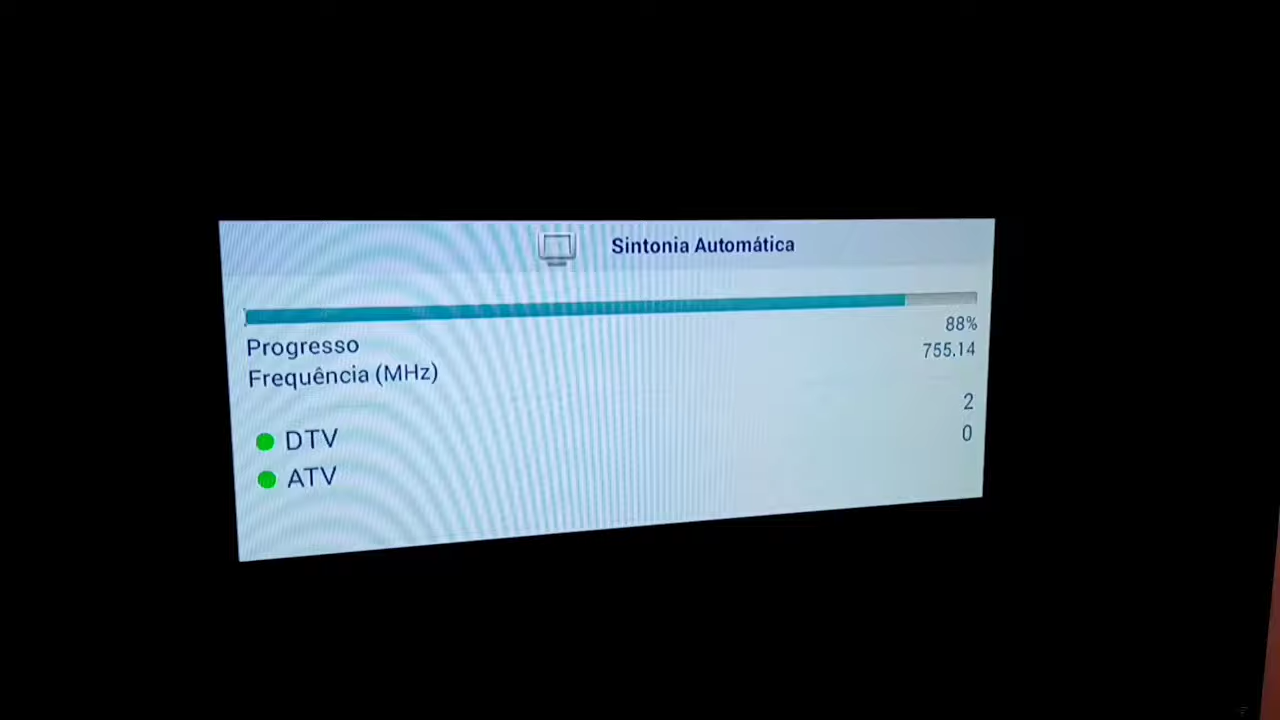 Sintonia Automática
Progresso 88%
Frequência (MHz) 755.14
DTV 2
ATV 0